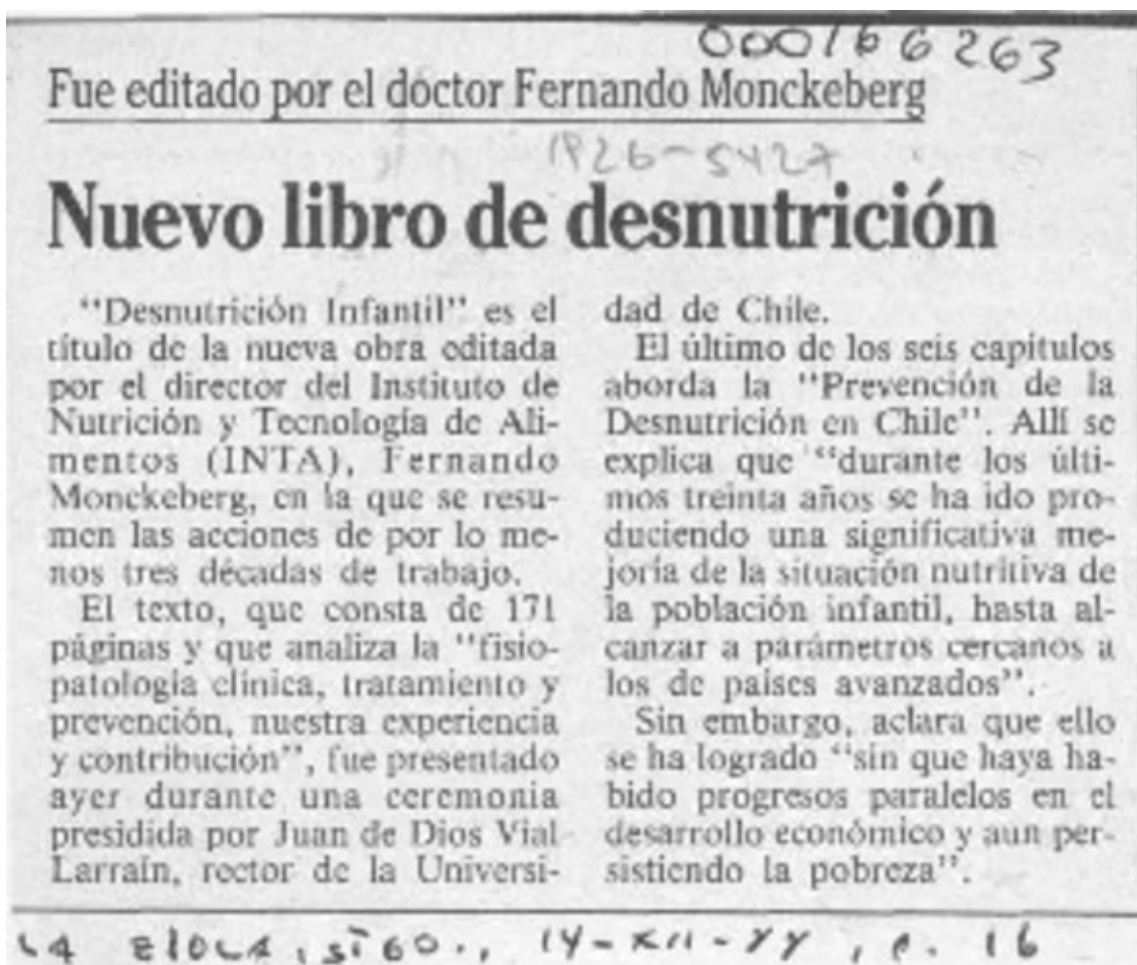 000166263
Fue editado por el doctor Fernando Monckeberg
Nuevo libro de desnutrición
"Desnutrición Infantil" es el
título de la nueva obra editada
por el director del Instituto de
Nutrición y Tecnología de Ali-
mentos (INTA), Fernando
Monckeberg, en la que se resu-
men las acciones de por lo me-
nos tres décadas de trabajo.
El texto, que consta de 171
páginas y que analiza la "fisio-
patología clínica, tratamiento y
prevención, nuestra experiencia
y contribución", fue presentado
ayer durante una ceremonia
presidida por Juan de Dios Vial
Larraín, rector de la Universi-
dad de Chile.
El último de los seis capítulos
aborda la "Prevención de la
Desnutrición en Chile". Allí se
explica que "durante los últi-
mos treinta años se ha ido pro-
duciendo una significativa me-
joría de la situación nutritiva de
la población infantil, hasta al-
canzar a parámetros cercanos a
los de países avanzados".
Sin embargo, aclara que ello
se ha logrado "sin que haya ha-
bido progresos paralelos en el
desarrollo económico y aun per-
sistiendo la pobreza".
LA EPOCA, STGO., 14-XII-88, P. 16